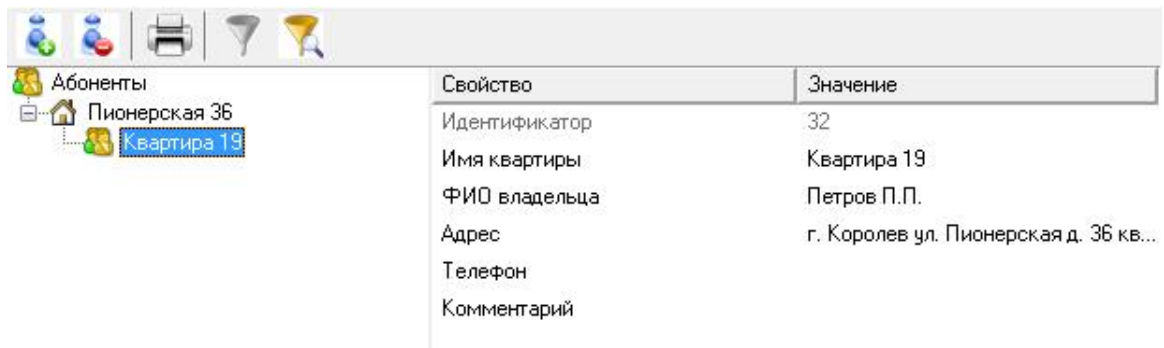 Абоненты
Пионерская 36
Квартира 19
Свойство Значение
Идентификатор 32
Имя квартиры Квартира 19
ФИО владельца Петров П.П.
Адрес г. Королев ул. Пионерская д. 36 кв...
Телефон
Комментарий